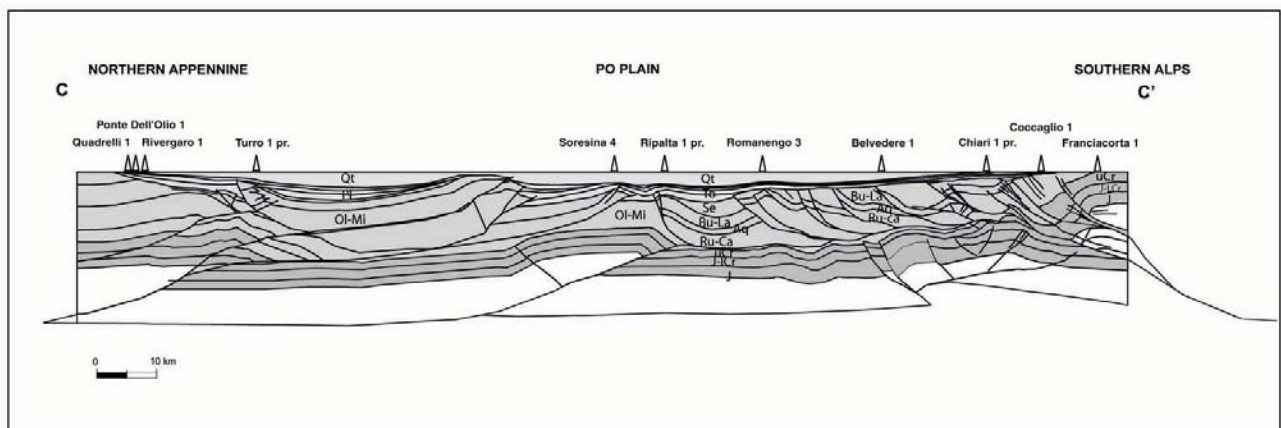 NORTHERN APPENNINE PO PLAIN SOUTHERN ALPS
C C'
Ponte Dell'Olio 1 Coccaglio 1
Quadrelli 1 Rivergaro 1 Turro 1 pr. Soresina 4 Ripalta 1 pr. Romanengo 3 Belvedere 1 Chiari 1 pr. Franciacorta 1
Qt Qt uCr
Pl To Bu-La J-lCr
Ol-Mi Ol-Mi Se Aq
Bu-La Aq Ru-ca
Ru-Ca
uCr
J-lCr
J
0 10 km